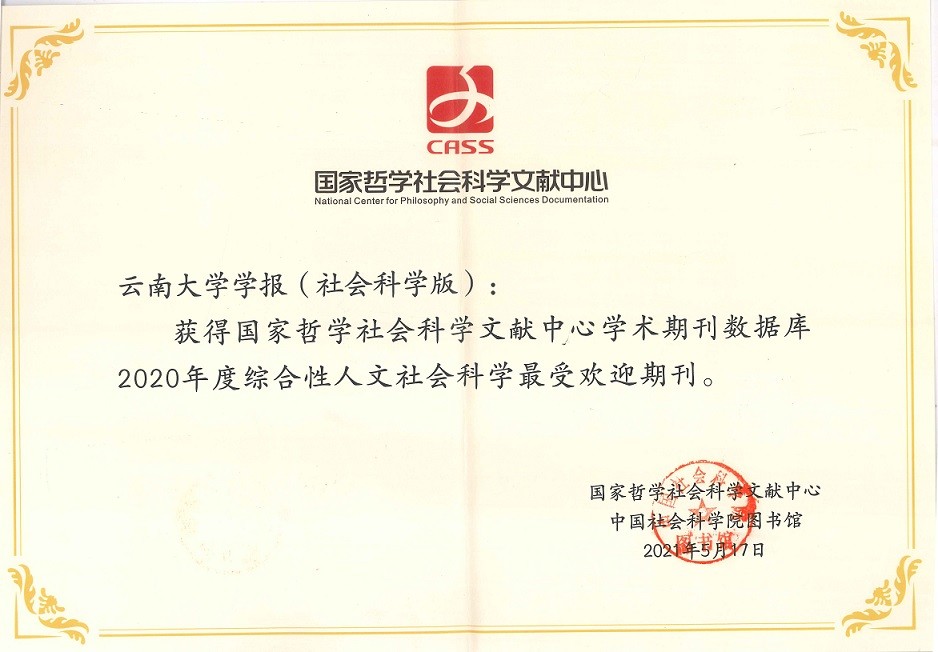 CASS
国家哲学社会科学文献中心
National Center for Philosophy and Social Sciences Documentation
云南大学学报（社会科学版）：
获得国家哲学社会科学文献中心学术期刊数据库
2020年度综合性人文社会科学最受欢迎期刊。
国家哲学社会科学文献中心
中国社会科学院图书馆
2021年5月17日
图书馆